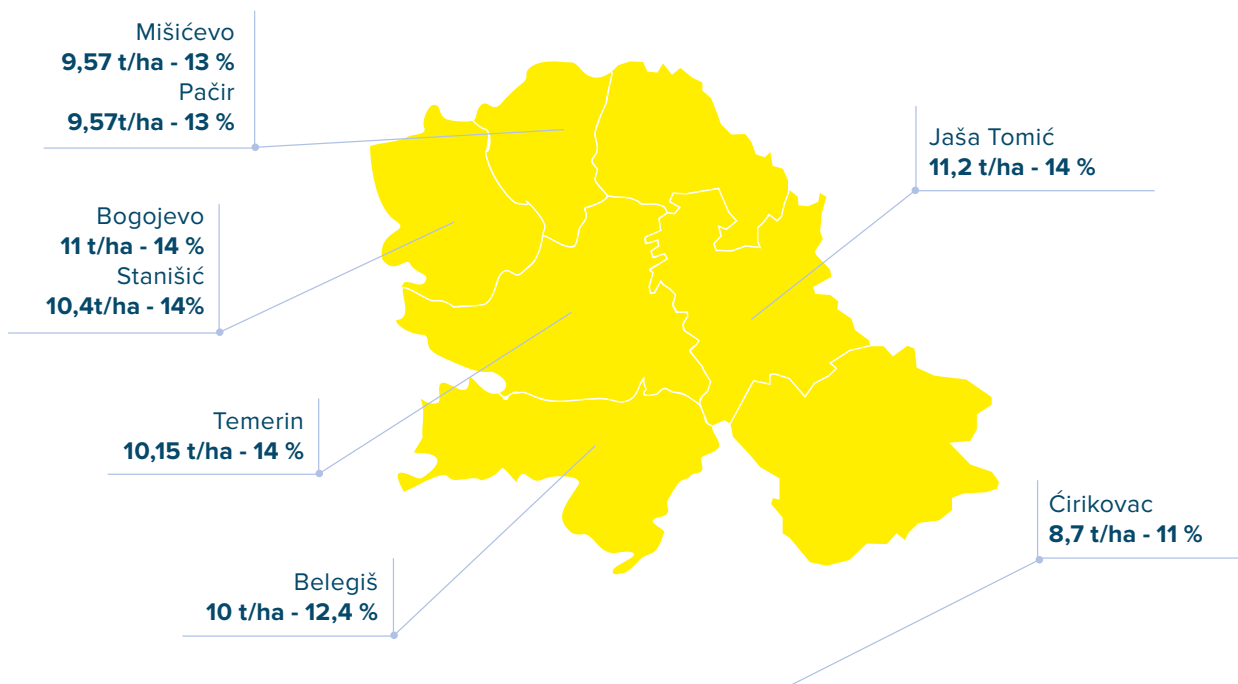 Mišićevo
9,57 t/ha - 13 %
Pačir
9,57t/ha - 13 %
Jaša Tomić
11,2 t/ha - 14 %
Bogojevo
11 t/ha - 14 %
Stanišić
10,4t/ha - 14%
Temerin
10,15 t/ha - 14 %
Ćirikovac
8,7 t/ha - 11 %
Belegiš
10 t/ha - 12,4 %